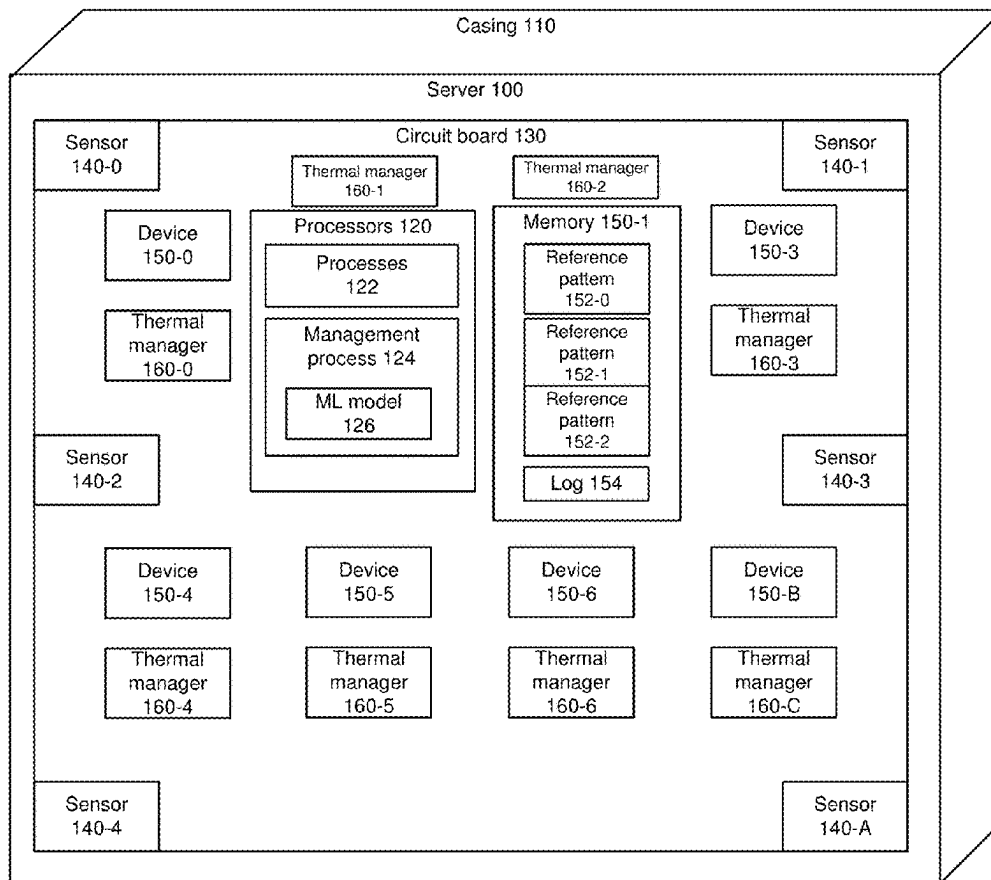 Casing 110
Server 100
Circuit board 130
Sensor
140-0
Sensor
140-1
Thermal manager
160-1
Thermal manager
160-2
Device
150-0
Processors 120
Processes
122
Management
process 124
ML model
126
Memory 150-1
Reference
pattern
152-0
Reference
pattern
152-1
Reference
pattern
152-2
Log 154
Device
150-3
Thermal
manager
160-0
Thermal
manager
160-3
Sensor
140-2
Sensor
140-3
Device
150-4
Device
150-5
Device
150-6
Device
150-B
Thermal
manager
160-4
Thermal
manager
160-5
Thermal
manager
160-6
Thermal
manager
160-C
Sensor
140-4
Sensor
140-A